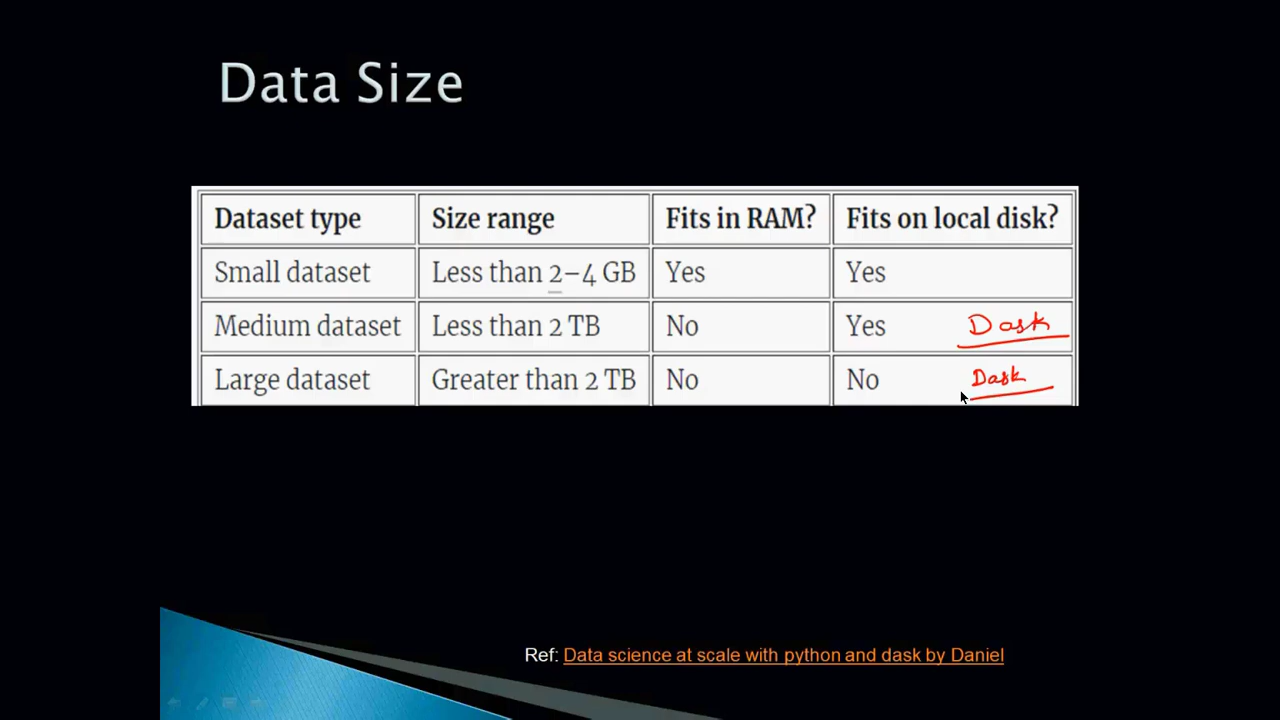 Data Size
Dataset type Size range Fits in RAM? Fits on local disk?
Small dataset Less than 2–4 GB Yes Yes
Medium dataset Less than 2 TB No Yes Dask
Large dataset Greater than 2 TB No No Dask
Ref: Data science at scale with python and dask by Daniel